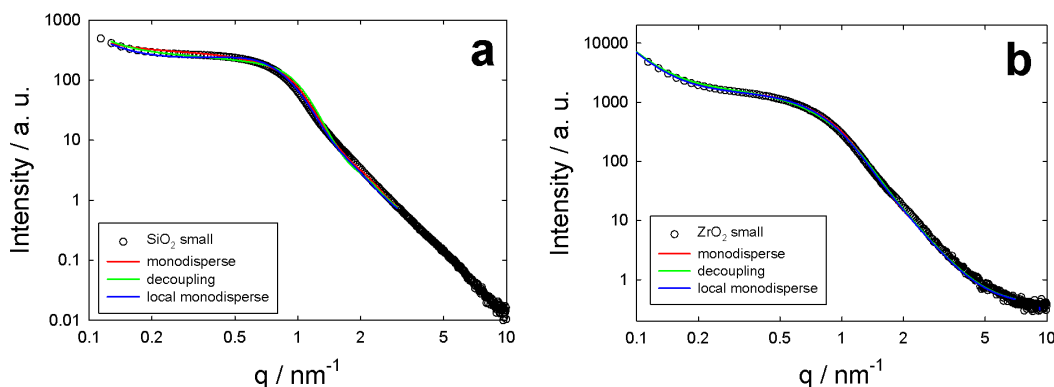 1000
100
10
1
0.1
0.01
Intensity / a. u.
a
SiO₂ small
monodisperse
decoupling
local monodisperse
0.1 0.2 0.5 1 2 5 10
q / nm⁻¹
10000
1000
100
10
1
Intensity / a. u.
b
ZrO₂ small
monodisperse
decoupling
local monodisperse
0.1 0.2 0.5 1 2 5 10
q / nm⁻¹